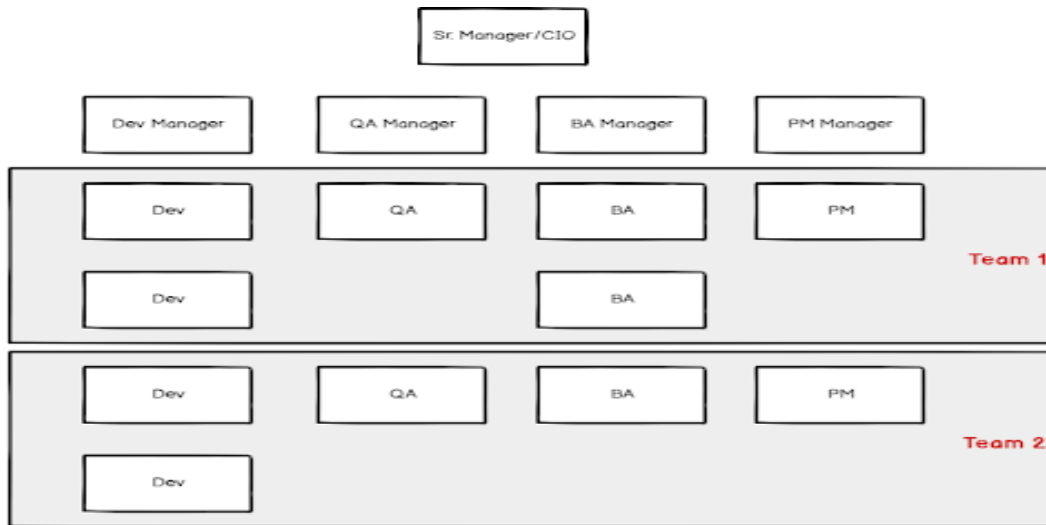 Sr. Manager/CIO
Dev Manager
QA Manager
BA Manager
PM Manager
Dev
QA
BA
PM
Team 1
Dev
BA
Dev
QA
BA
PM
Team 2
Dev